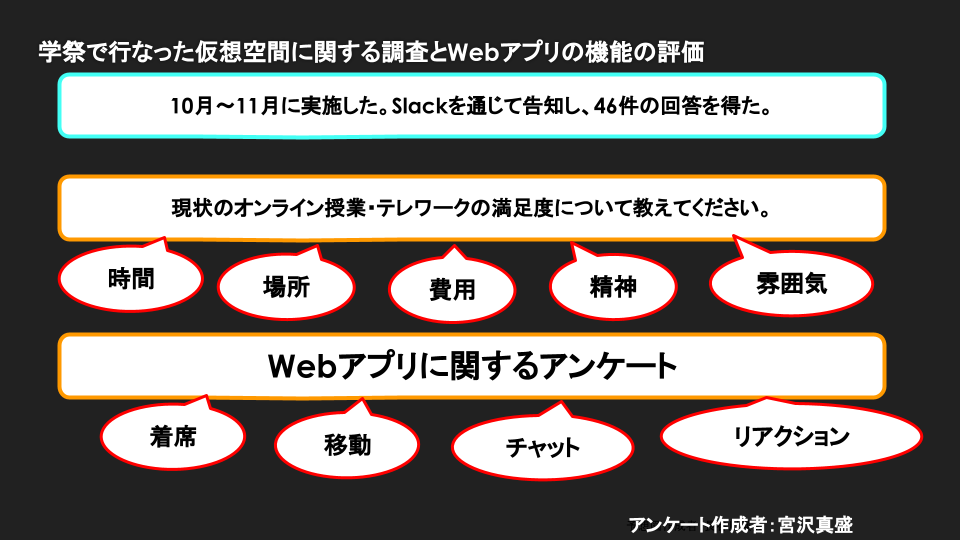 学祭で行なった仮想空間に関する調査とWebアプリの機能の評価
10月～11月に実施した。Slackを通じて告知し、46件の回答を得た。
現状のオンライン授業・テレワークの満足度について教えてください。
時間
場所
費用
精神
雰囲気
Webアプリに関するアンケート
着席
移動
チャット
リアクション
アンケート作成者：宮沢真盛